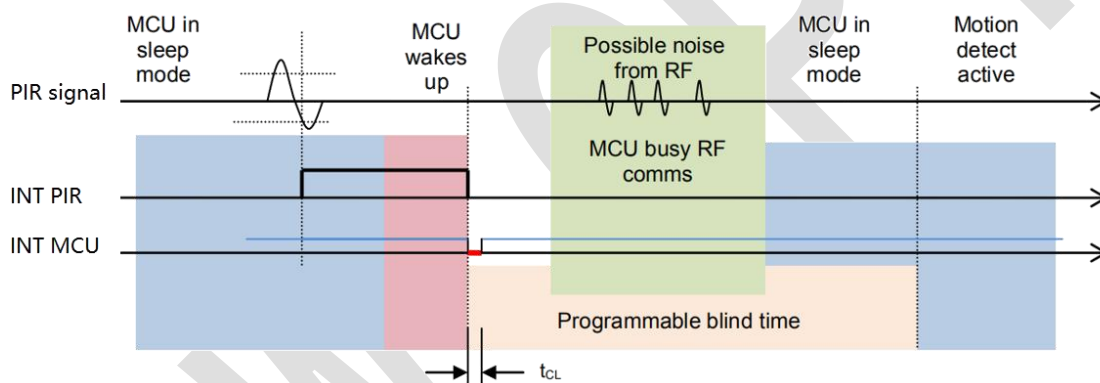 MCU in
sleep
mode
MCU
wakes
up
Possible noise
from RF
MCU in
sleep
mode
Motion
detect
active
PIR signal
MCU busy RF
comms
INT PIR
INT MCU
Programmable blind time
tCL